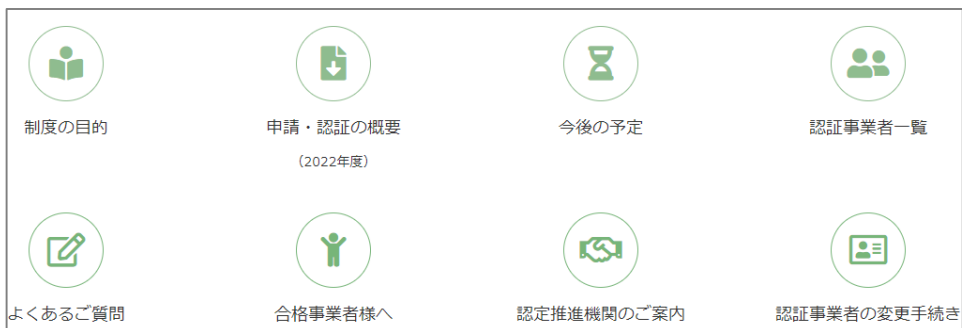 制度の目的
申請・認証の概要
（2022年度）
今後の予定
認証事業者一覧
よくあるご質問
合格事業者様へ
認定推進機関のご案内
認証事業者の変更手続き